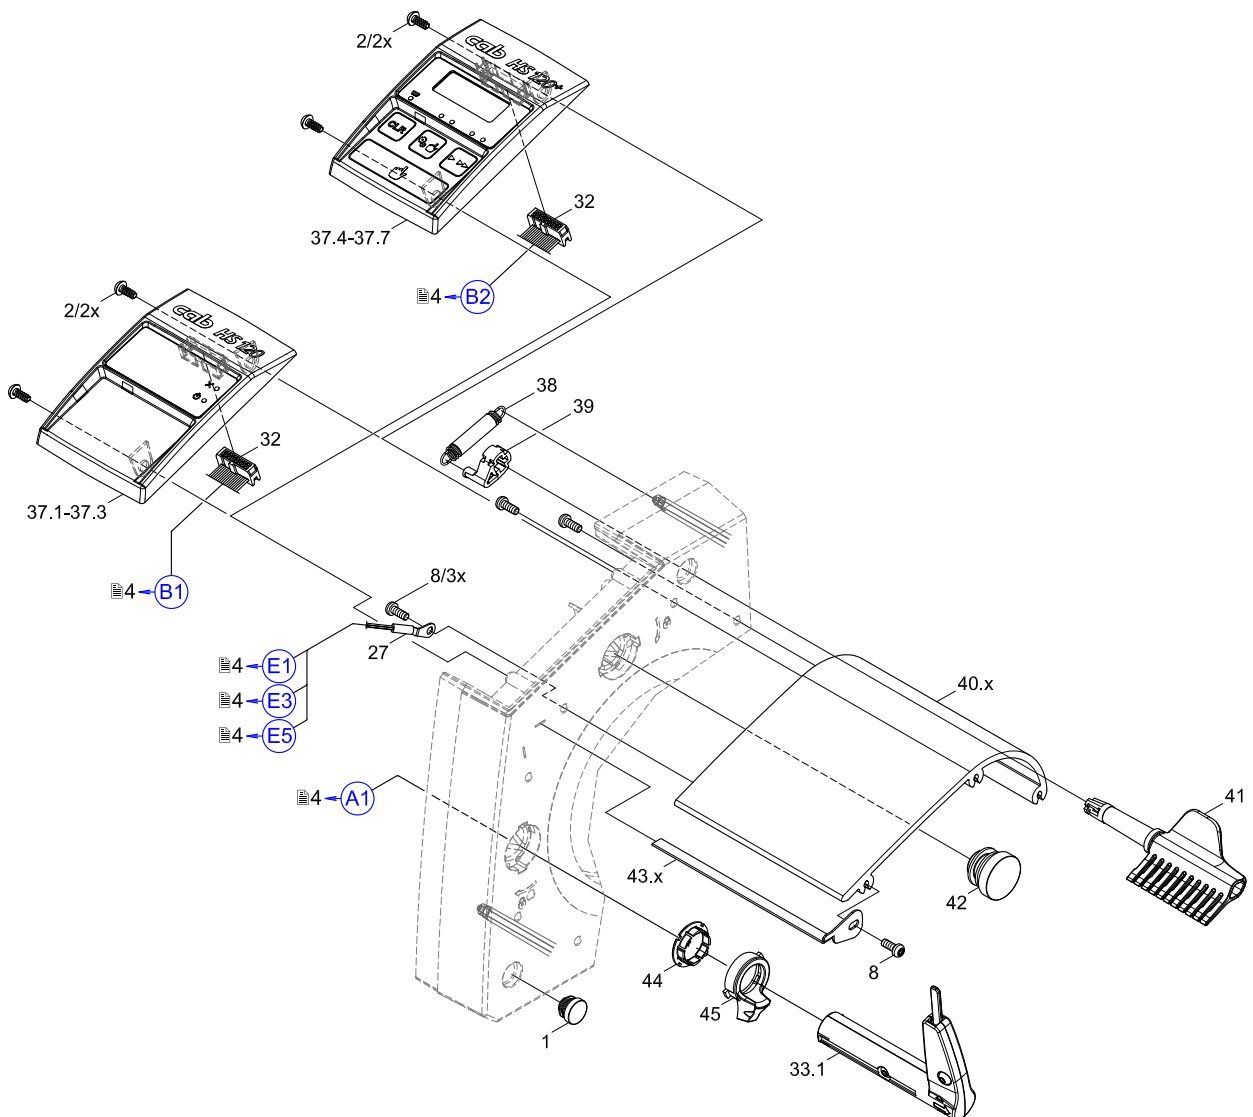 2/2x
cab HS 120+
CLR
32
37.4-37.7
4 B2
2/2x
cab HS 120
32
37.1-37.3
4 B1
38
39
8/3x
27
4 E1
4 E3
4 E5
4 A1
40.x
41
42
43.x
8
44
45
1
33.1